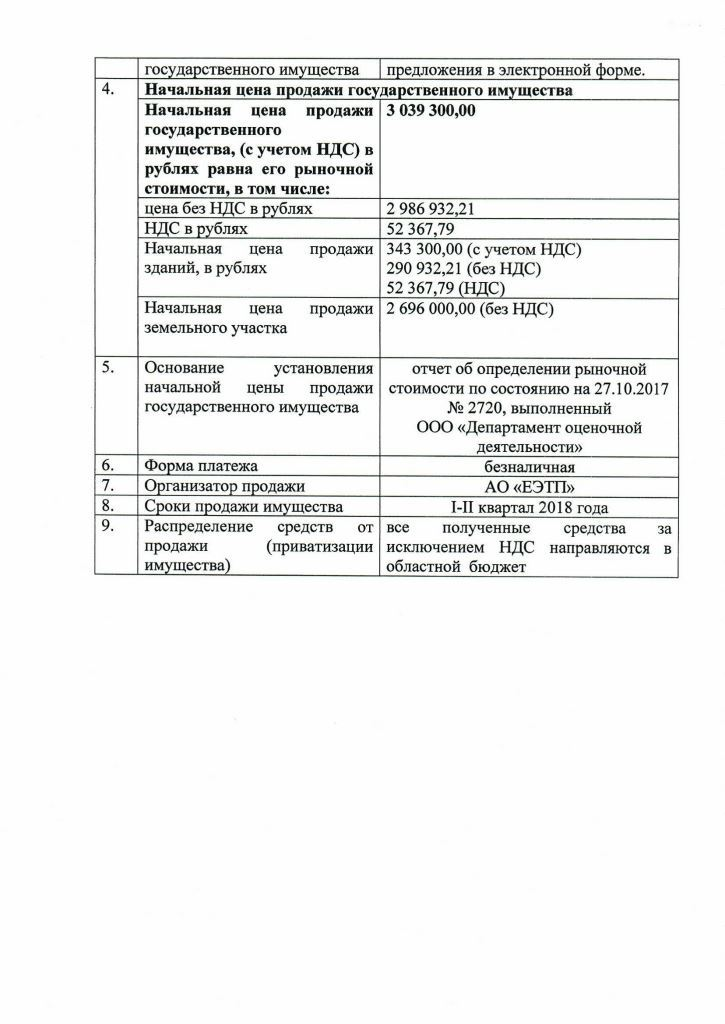 государственного имущества предложения в электронной форме.
4. Начальная цена продажи государственного имущества
Начальная цена продажи 3 039 300,00
государственного
имущества, (с учетом НДС) в
рублях равна его рыночной
стоимости, в том числе:
цена без НДС в рублях 2 986 932,21
НДС в рублях 52 367,79
Начальная цена продажи 343 300,00 (с учетом НДС)
зданий, в рублях 290 932,21 (без НДС)
52 367,79 (НДС)
Начальная цена продажи 2 696 000,00 (без НДС)
земельного участка
5. Основание установления отчет об определении рыночной
начальной цены продажи стоимости по состоянию на 27.10.2017
государственного имущества № 2720, выполненный
ООО «Департамент оценочной
деятельности»
6. Форма платежа безналичная
7. Организатор продажи АО «ЕЭТП»
8. Сроки продажи имущества I-II квартал 2018 года
9. Распределение средств от все полученные средства за
продажи (приватизации исключением НДС направляются в
имущества) областной бюджет